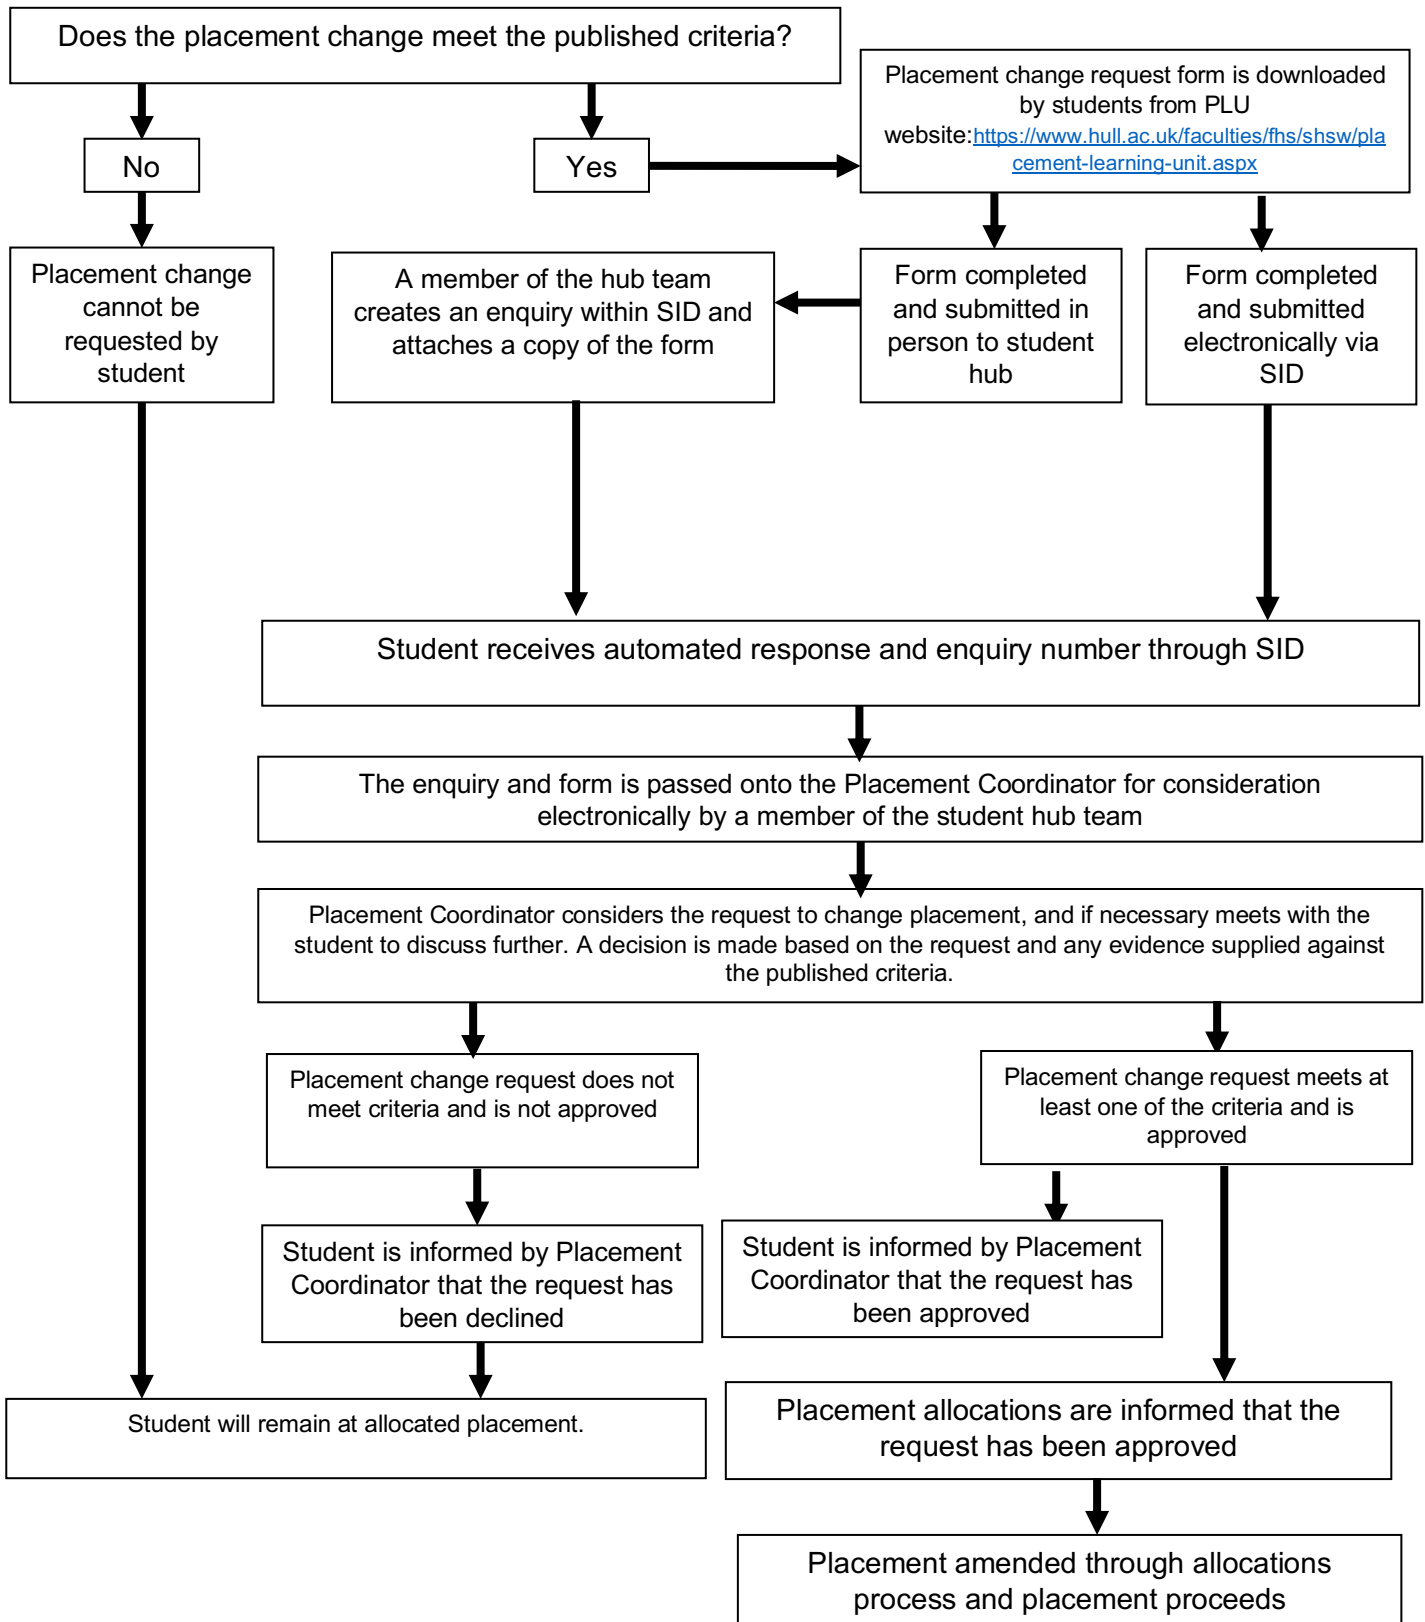 Does the placement change meet the published criteria?
Placement change request form is downloaded
by students from PLU
website:https://www.hull.ac.uk/faculties/fhs/shsw/pla
cement-learning-unit.aspx
No
Yes
Placement change
cannot be
requested by
student
A member of the hub team
creates an enquiry within SID and
attaches a copy of the form
Form completed
and submitted in
person to student
hub
Form completed
and submitted
electronically via
SID
Student receives automated response and enquiry number through SID
The enquiry and form is passed onto the Placement Coordinator for consideration
electronically by a member of the student hub team
Placement Coordinator considers the request to change placement, and if necessary meets with the
student to discuss further. A decision is made based on the request and any evidence supplied against
the published criteria.
Placement change request does not
meet criteria and is not approved
Placement change request meets at
least one of the criteria and is
approved
Student is informed by Placement
Coordinator that the request has
been declined
Student is informed by Placement
Coordinator that the request has
been approved
Student will remain at allocated placement.
Placement allocations are informed that the
request has been approved
Placement amended through allocations
process and placement proceeds